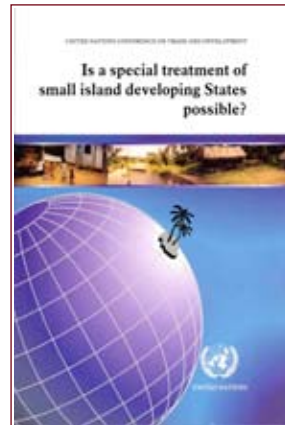 UNITED NATIONS CONFERENCE ON TRADE AND DEVELOPMENT
Is a special treatment of
small island developing States
possible?
UNITED NATIONS